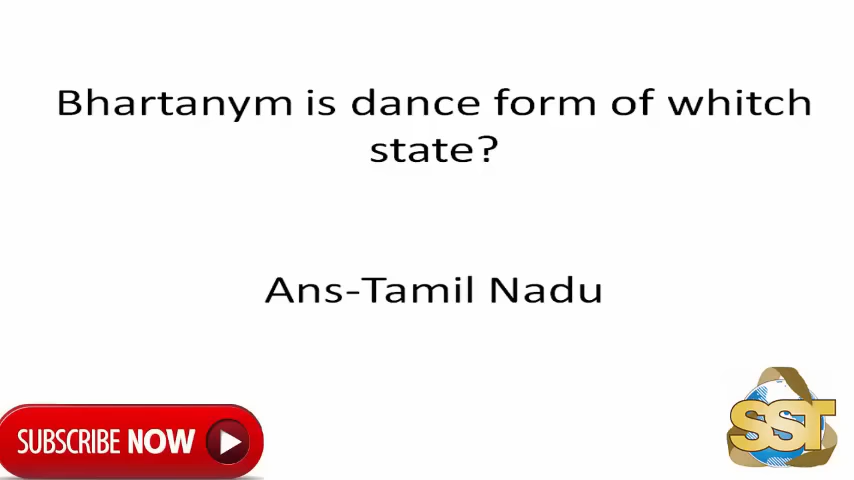 Bhartanym is dance form of whitch
state?
Ans-Tamil Nadu
SUBSCRIBE NOW
SST